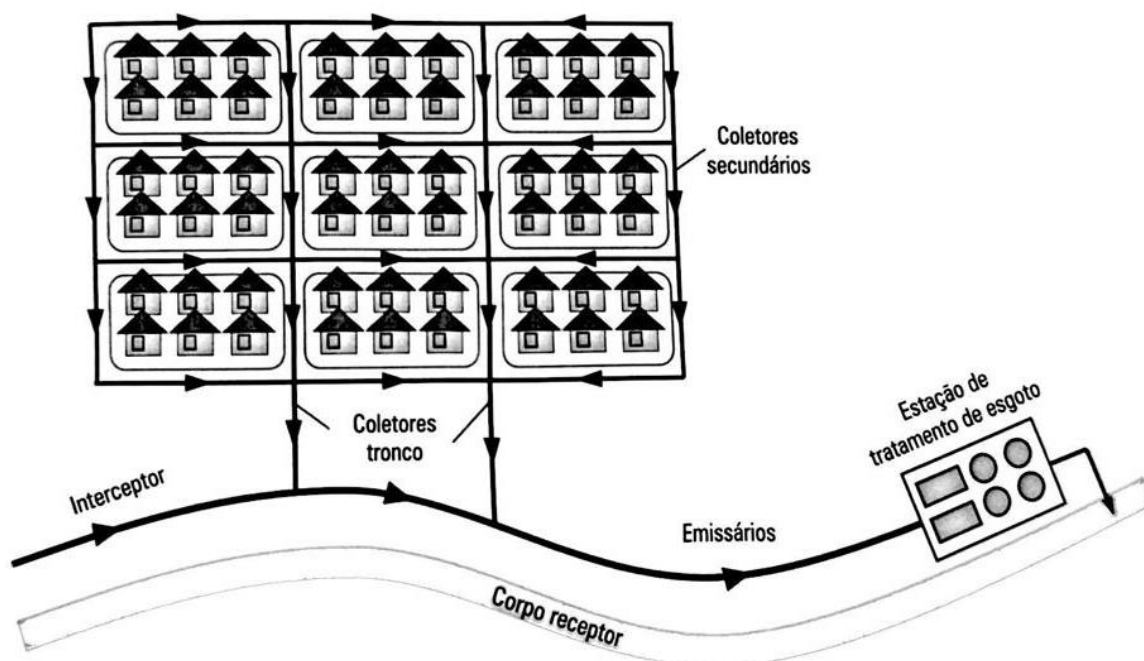 Coletores
secundários
Coletores
tronco
Estação de
tratamento de esgoto
Interceptor
Emissários
Corpo receptor